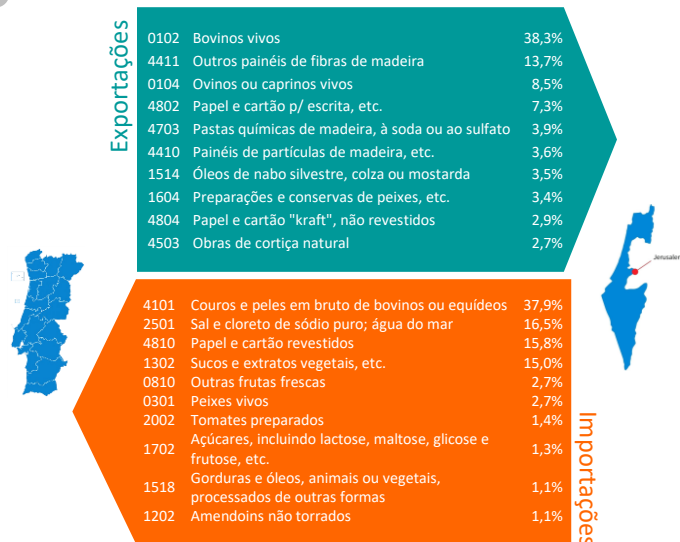 Exportações
0102 Bovinos vivos 38,3%
4411 Outros painéis de fibras de madeira 13,7%
0104 Ovinos ou caprinos vivos 8,5%
4802 Papel e cartão p/ escrita, etc. 7,3%
4703 Pastas químicas de madeira, à soda ou ao sulfato 3,9%
4410 Painéis de partículas de madeira, etc. 3,6%
1514 Óleos de nabo silvestre, colza ou mostarda 3,5%
1604 Preparações e conservas de peixes, etc. 3,4%
4804 Papel e cartão "kraft", não revestidos 2,9%
4503 Obras de cortiça natural 2,7%
Jerusalem
4101 Couros e peles em bruto de bovinos ou equídeos 37,9%
2501 Sal e cloreto de sódio puro; água do mar 16,5%
4810 Papel e cartão revestidos 15,8%
1302 Sucos e extratos vegetais, etc. 15,0%
0810 Outras frutas frescas 2,7%
0301 Peixes vivos 2,7%
2002 Tomates preparados 1,4%
1702 Açúcares, incluindo lactose, maltose, glicose e
frutose, etc. 1,3%
1518 Gorduras e óleos, animais ou vegetais,
processados de outras formas 1,1%
1202 Amendoins não torrados 1,1%
Importações